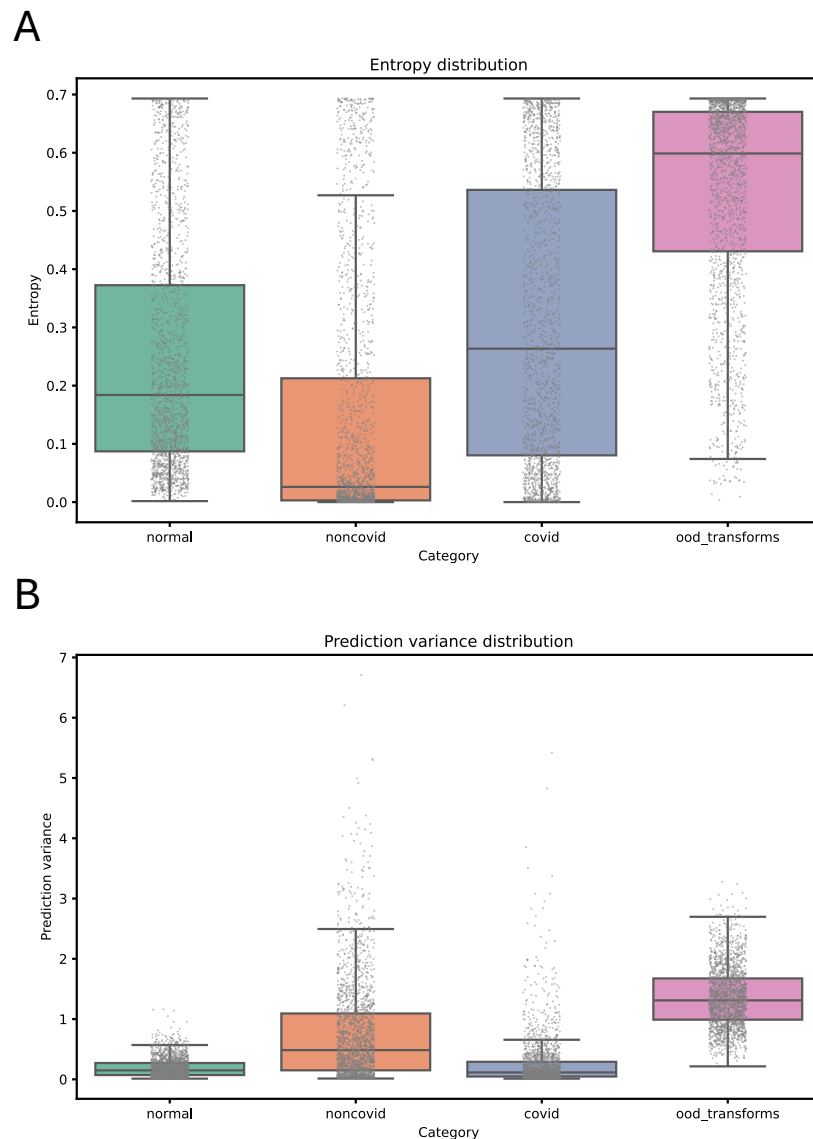 A
Entropy distribution
0.7
0.6
0.5
0.4
0.3
0.2
0.1
0.0
Entropy
normal noncovid covid ood_transforms
Category
B
Prediction variance distribution
7
6
5
4
3
2
1
0
Prediction variance
normal noncovid covid ood_transforms
Category